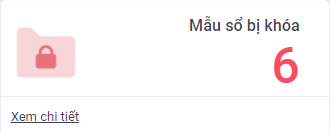 Mẫu sổ bị khóa
6
Xem chi tiết